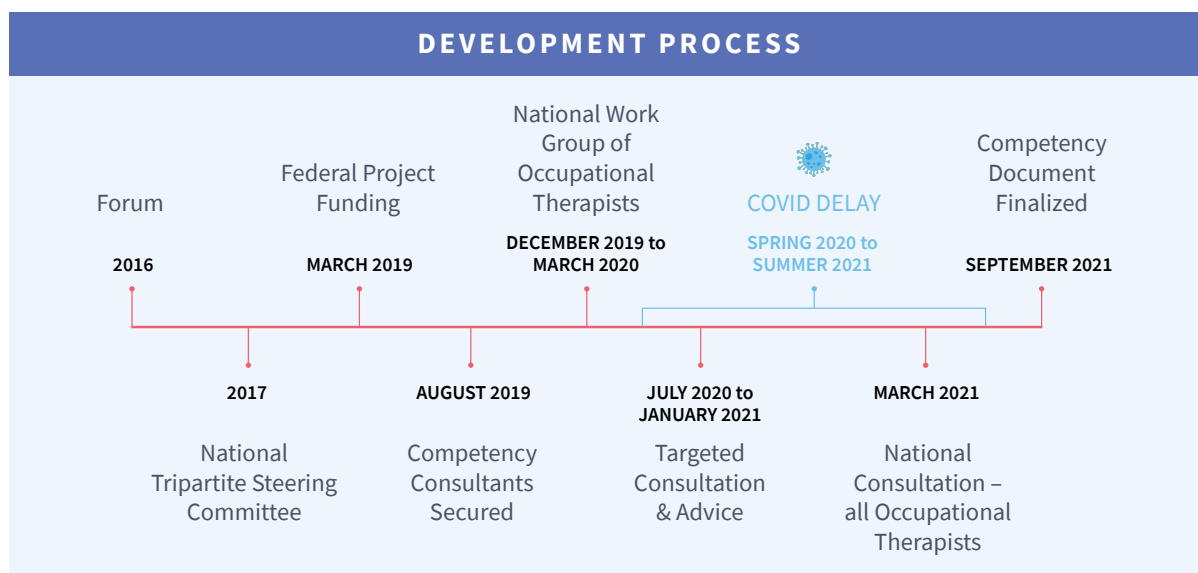 DEVELOPMENT PROCESS
Forum
2016
Federal Project
Funding
MARCH 2019
National Work
Group of
Occupational
Therapists
DECEMBER 2019 to
MARCH 2020
COVID DELAY
SPRING 2020 to
SUMMER 2021
Competency
Document
Finalized
SEPTEMBER 2021
2017
National
Tripartite Steering
Committee
AUGUST 2019
Competency
Consultants
Secured
JULY 2020 to
JANUARY 2021
Targeted
Consultation
& Advice
MARCH 2021
National
Consultation –
all Occupational
Therapists